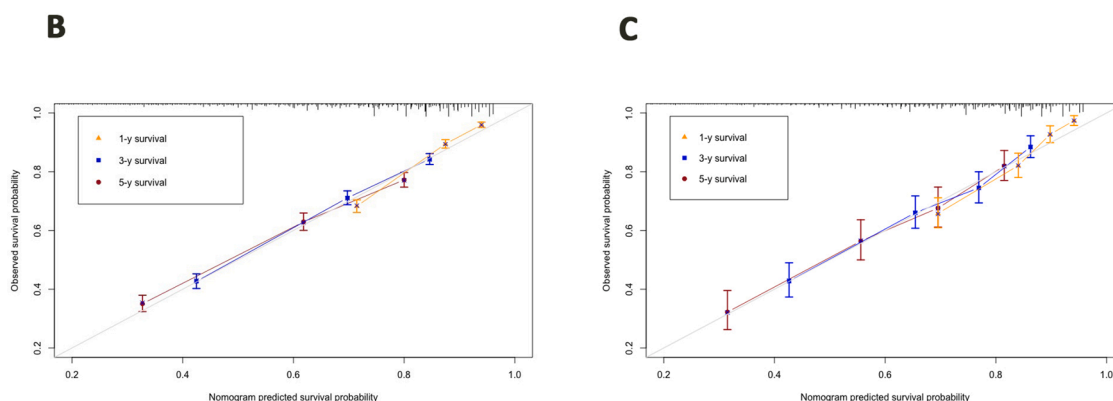 B
1.0
0.8
0.6
0.4
0.2
Observed survival probability
1-y survival
3-y survival
5-y survival
0.2 0.4 0.6 0.8 1.0
Nomogram predicted survival probability
C
1.0
0.8
0.6
0.4
0.2
Observed survival probability
1-y survival
3-y survival
5-y survival
0.2 0.4 0.6 0.8 1.0
Nomogram predicted survival probability